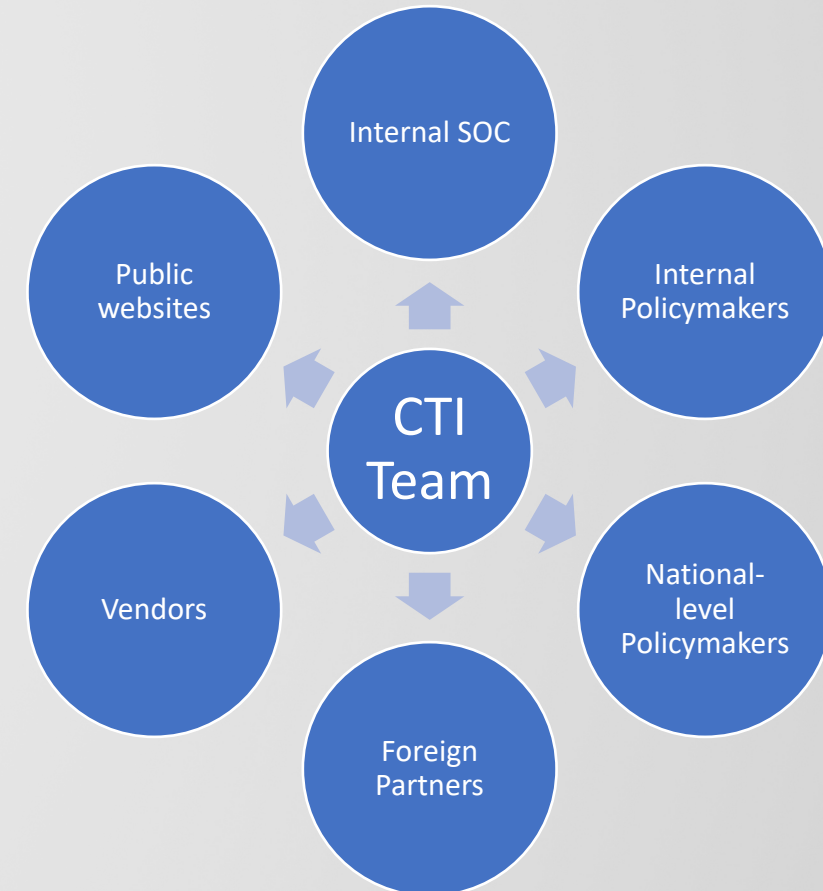 Internal SOC
Public
websites
Internal
Policymakers
CTI
Team
Vendors
National-
level
Policymakers
Foreign
Partners